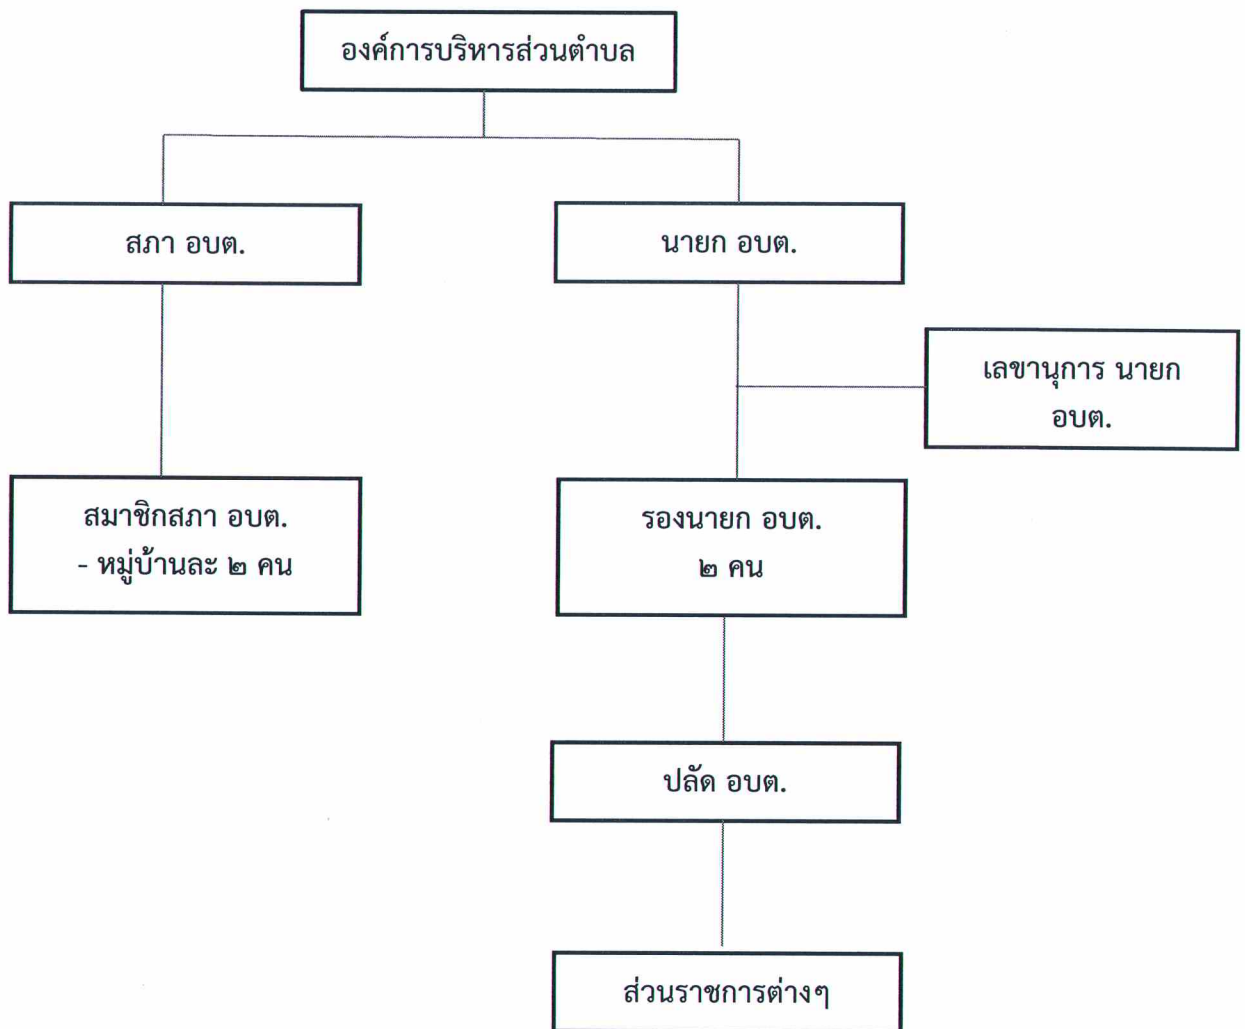 องค์การบริหารส่วนตำบล
สภา อบต.
นายก อบต.
เลขานุการ นายก
อบต.
สมาชิกสภา อบต.
- หมู่บ้านละ ๒ คน
รองนายก อบต.
๒ คน
ปลัด อบต.
ส่วนราชการต่างๆ